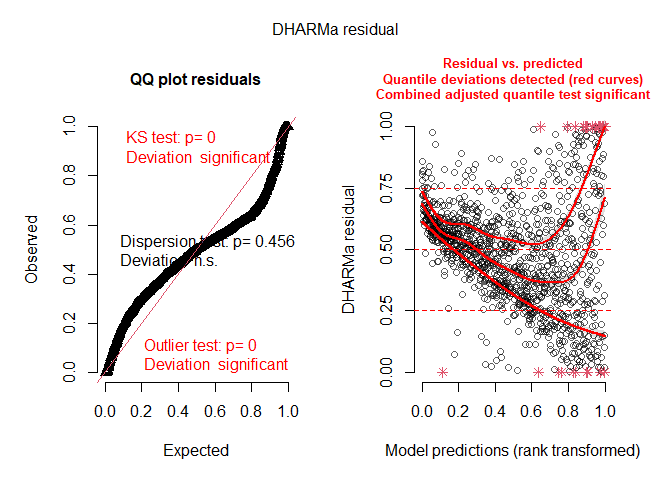 DHARMa residual
QQ plot residuals
KS test: p= 0
Deviation significant
Dispersion test: p= 0.456
Deviation n.s.
Outlier test: p= 0
Deviation significant
Observed
0.0 0.2 0.4 0.6 0.8 1.0
0.0 0.2 0.4 0.6 0.8 1.0
Expected
Residual vs. predicted
Quantile deviations detected (red curves)
Combined adjusted quantile test significant
DHARMa residual
0.00 0.25 0.50 0.75 1.00
0.0 0.2 0.4 0.6 0.8 1.0
Model predictions (rank transformed)